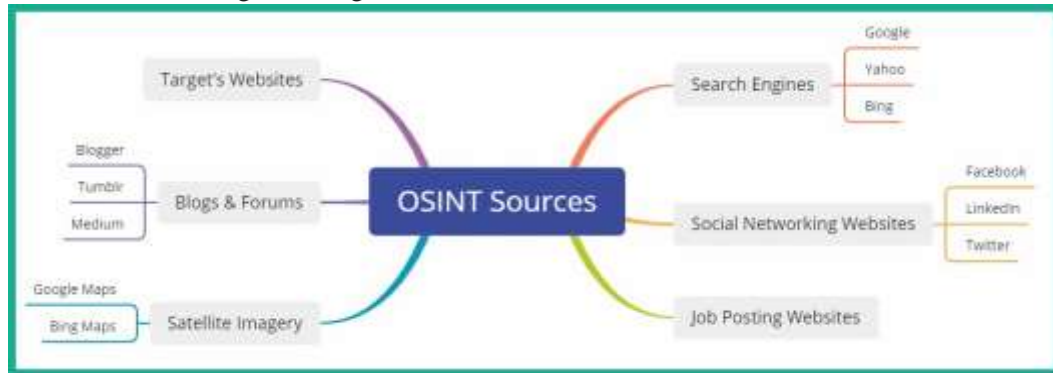 Target's Websites
Blogger
Tumblr
Medium
Blogs & Forums
Google Maps
Bing Maps
Satellite Imagery
OSINT Sources
Search Engines
Google
Yahoo
Bing
Social Networking Websites
Facebook
LinkedIn
Twitter
Job Posting Websites